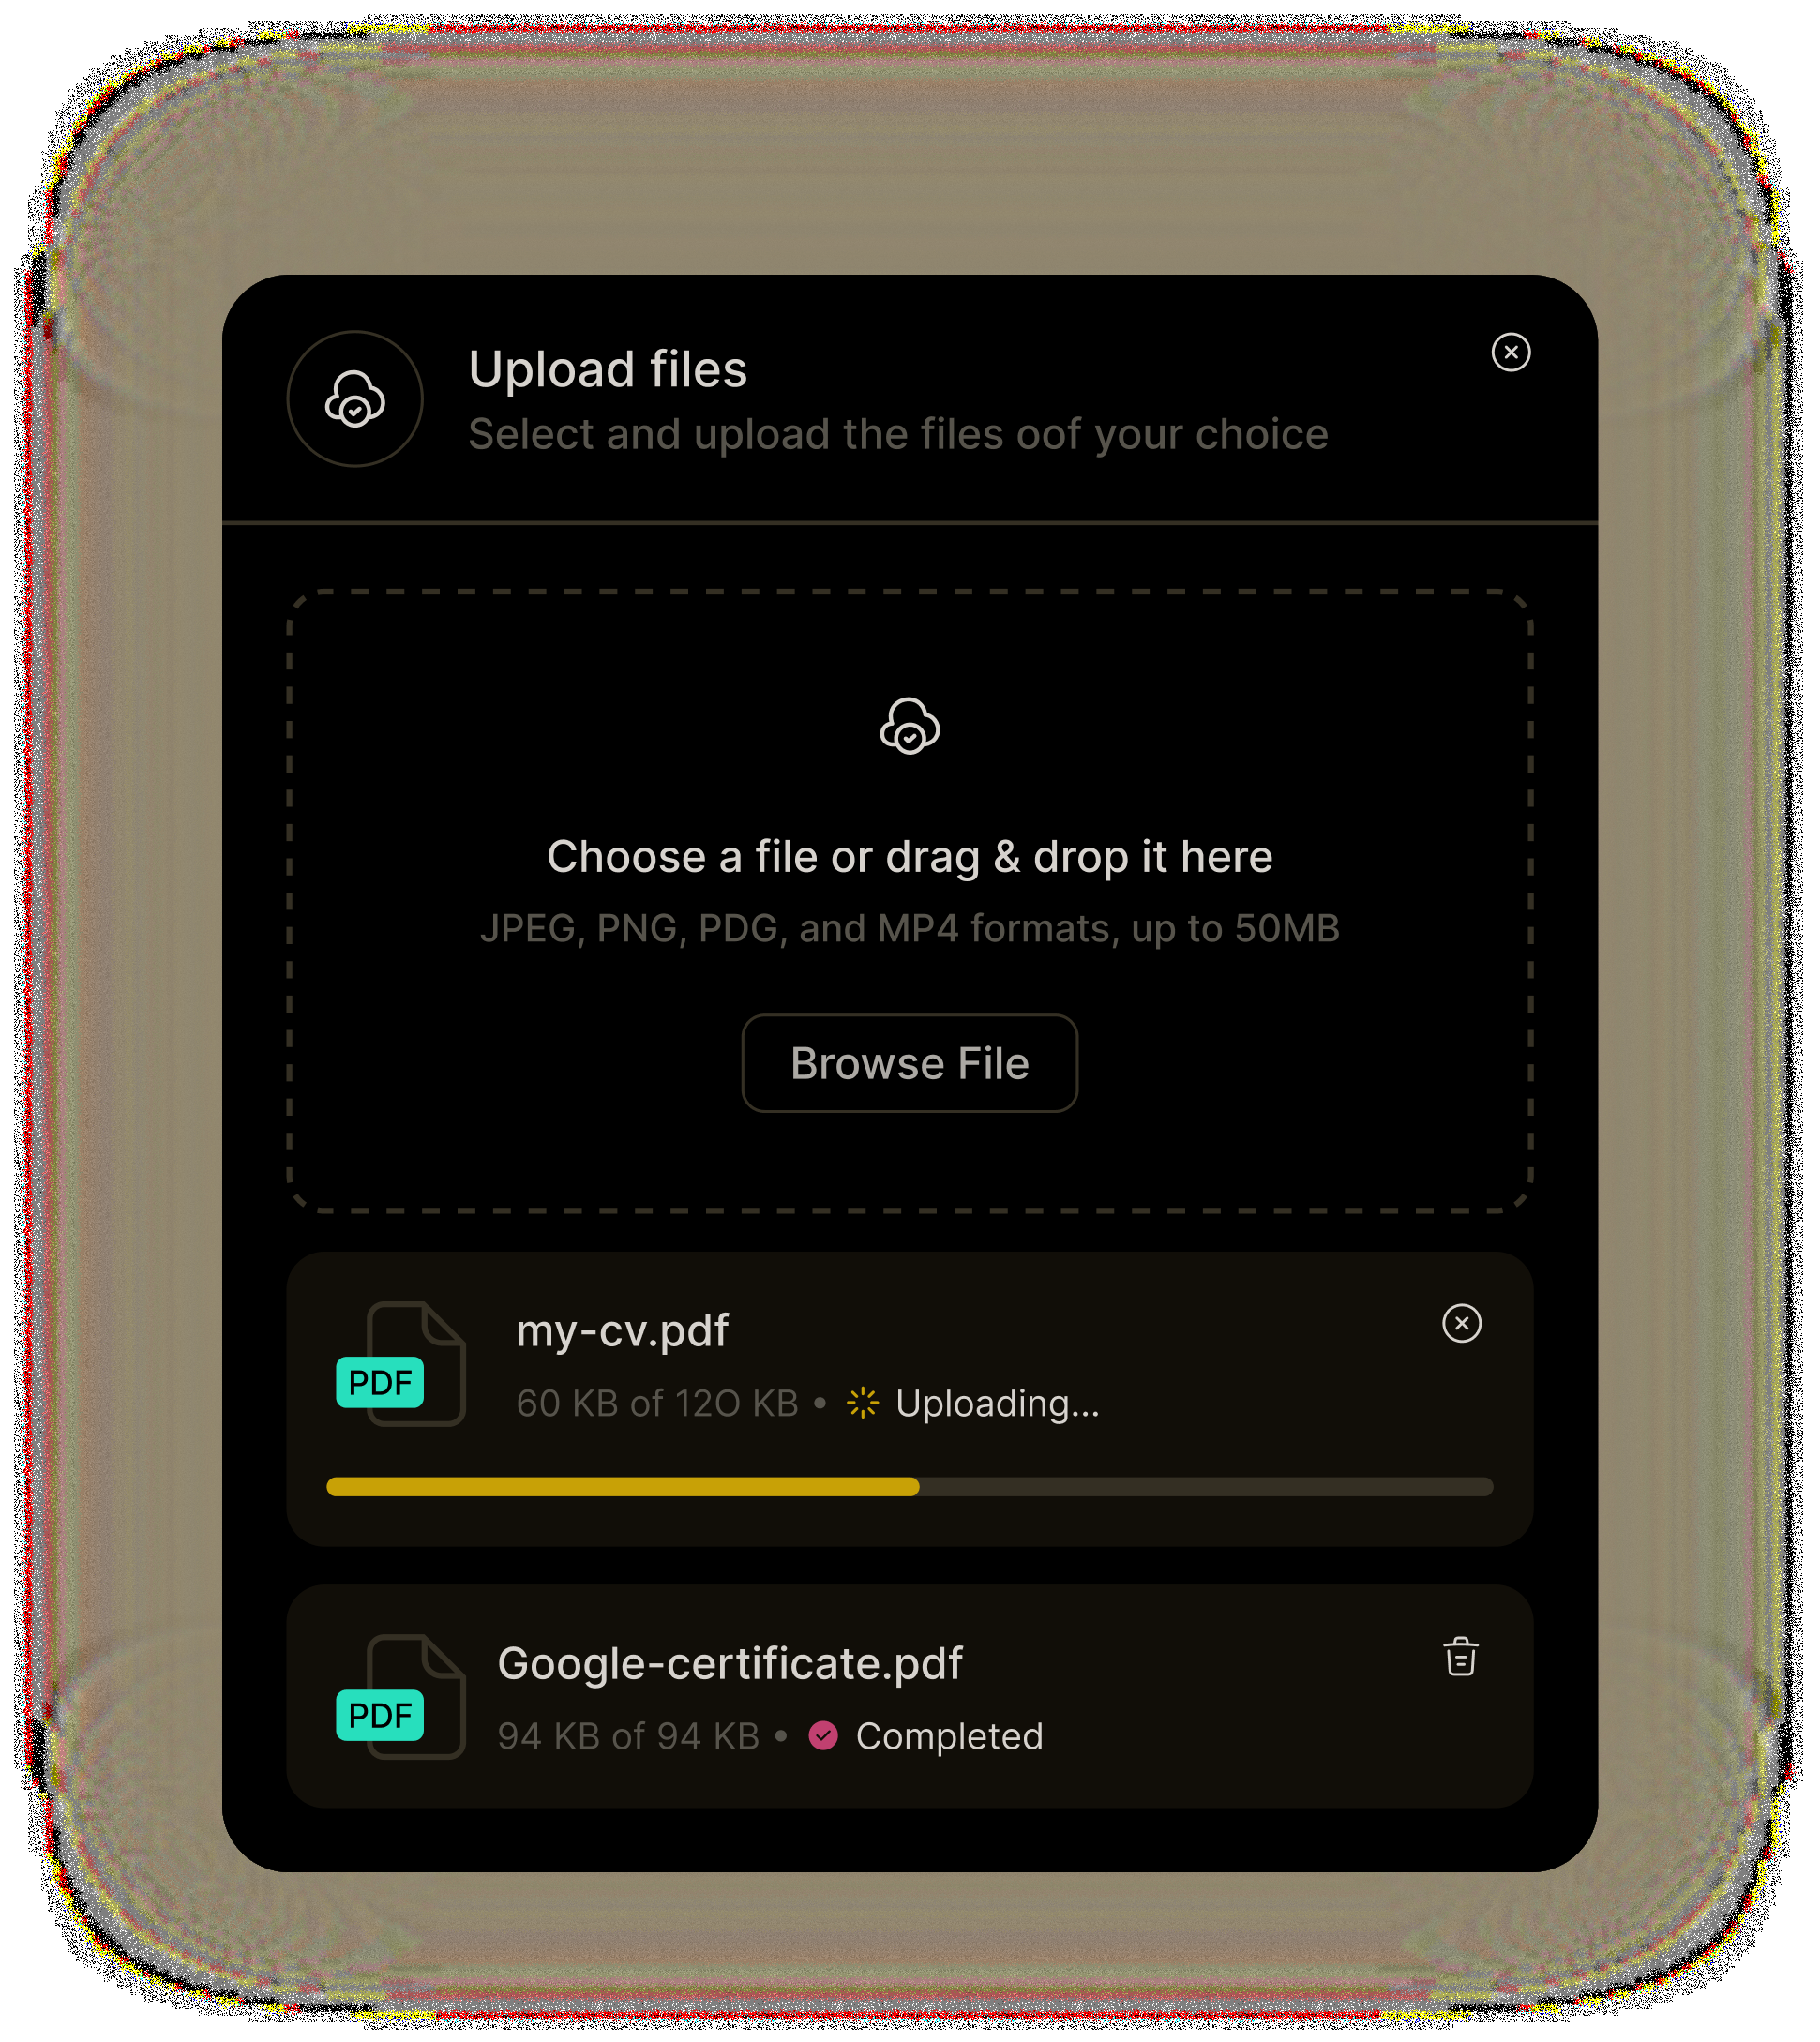 Upload files
Select and upload the files oof your choice
Choose a file or drag & drop it here
JPEG, PNG, PDG, and MP4 formats, up to 50MB
Browse File
my-cv.pdf
PDF
60 KB of 12O KB • Uploading...
Google-certificate.pdf
PDF
94 KB of 94 KB • Completed